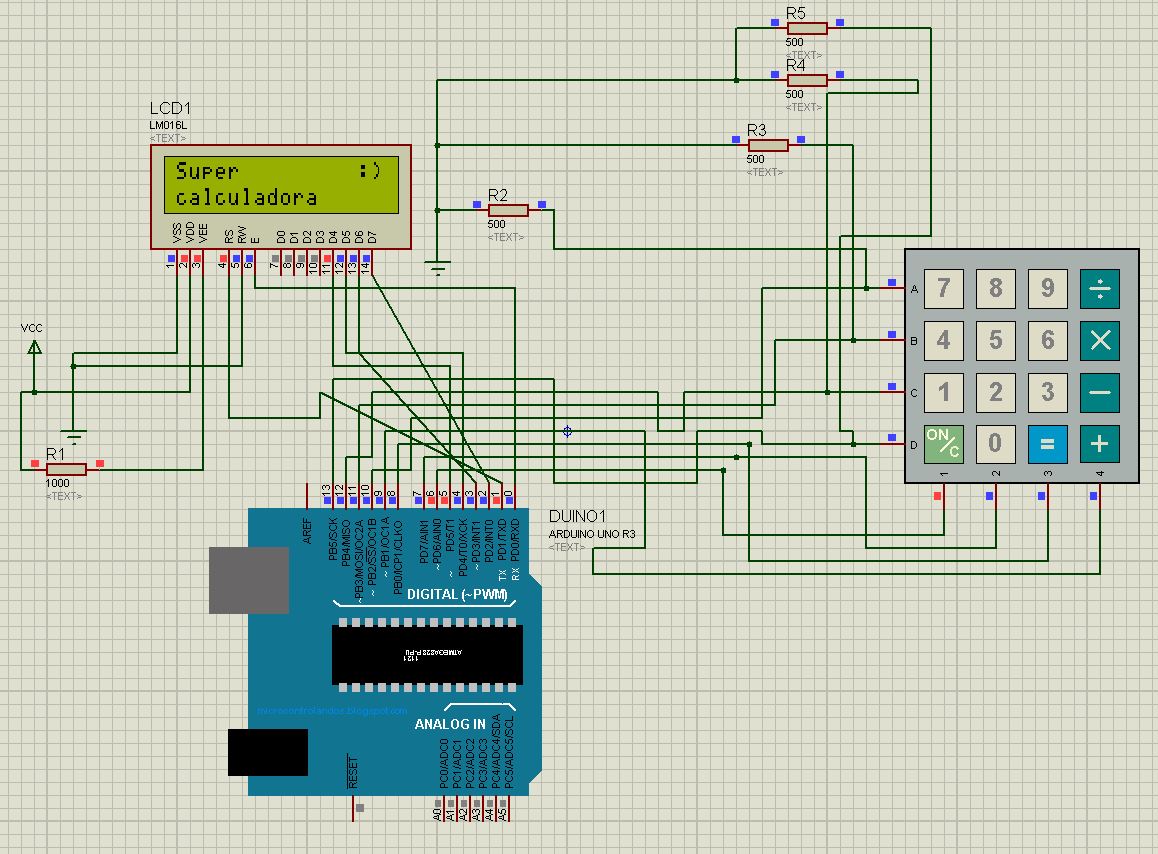 R5
500
<TEXT>
R4
500
<TEXT>
R3
500
<TEXT>
R2
500
<TEXT>
LCD1
LM016L
<TEXT>
Super :)
calculadora
VSS VDD VEE RS RW E D0 D1 D2 D3 D4 D5 D6 D7
1 2 3 4 5 6 7 8 9 10 11 12 13 14
VCC
R1
1000
<TEXT>
A 7 8 9 ÷
B 4 5 6 ×
C 1 2 3 −
D ON/C 0 = +
1 2 3 4
DUINO1
ARDUINO UNO R3
<TEXT>
13 12 11 10 9 8 7 6 5 4 3 2 1 0
AREF
PB5/SCK
PB4/MISO
~PB3/MOSI/OC2A
~PB2/SS/OC1B
~PB1/OC1A
PB0/ICP1/CLKO
PD7/AIN1
~PD6/AIN0
~PD5/T1
PD4/T0/XCK
~PD3/INT1
PD2/INT0
TX PD1/TXD
RX PD0/RXD
DIGITAL (~PWM)
1121
microcontrolandos.blogspot.com
ANALOG IN
RESET
PC0/ADC0
PC1/ADC1
PC2/ADC2
PC3/ADC3
PC4/ADC4/SDA
PC5/ADC5/SCL
A0 A1 A2 A3 A4 A5